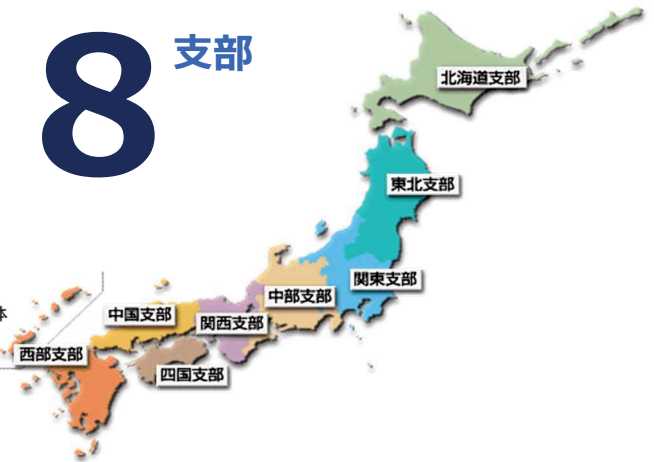 8 支部
北海道支部
東北支部
関東支部
中部支部
中国支部
関西支部
西部支部
四国支部
体